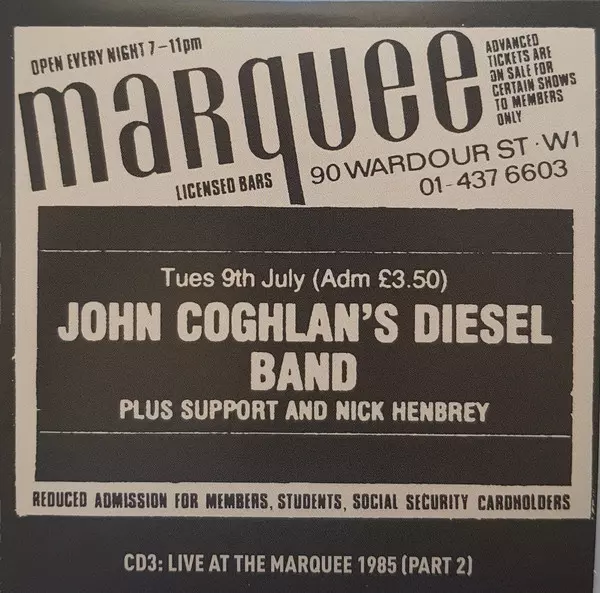 OPEN EVERY NIGHT 7-11pm
maRquee
ADVANCED
TICKETS ARE
ON SALE FOR
CERTAIN SHOWS
TO MEMBERS
ONLY
LICENSED BARS
90 WARDOUR ST · W1
01-437 6603
Tues 9th July (Adm £3.50)
JOHN COGHLAN'S DIESEL
BAND
PLUS SUPPORT AND NICK HENBREY
REDUCED ADMISSION FOR MEMBERS, STUDENTS, SOCIAL SECURITY CARDHOLDERS
CD3: LIVE AT THE MARQUEE 1985 (PART 2)